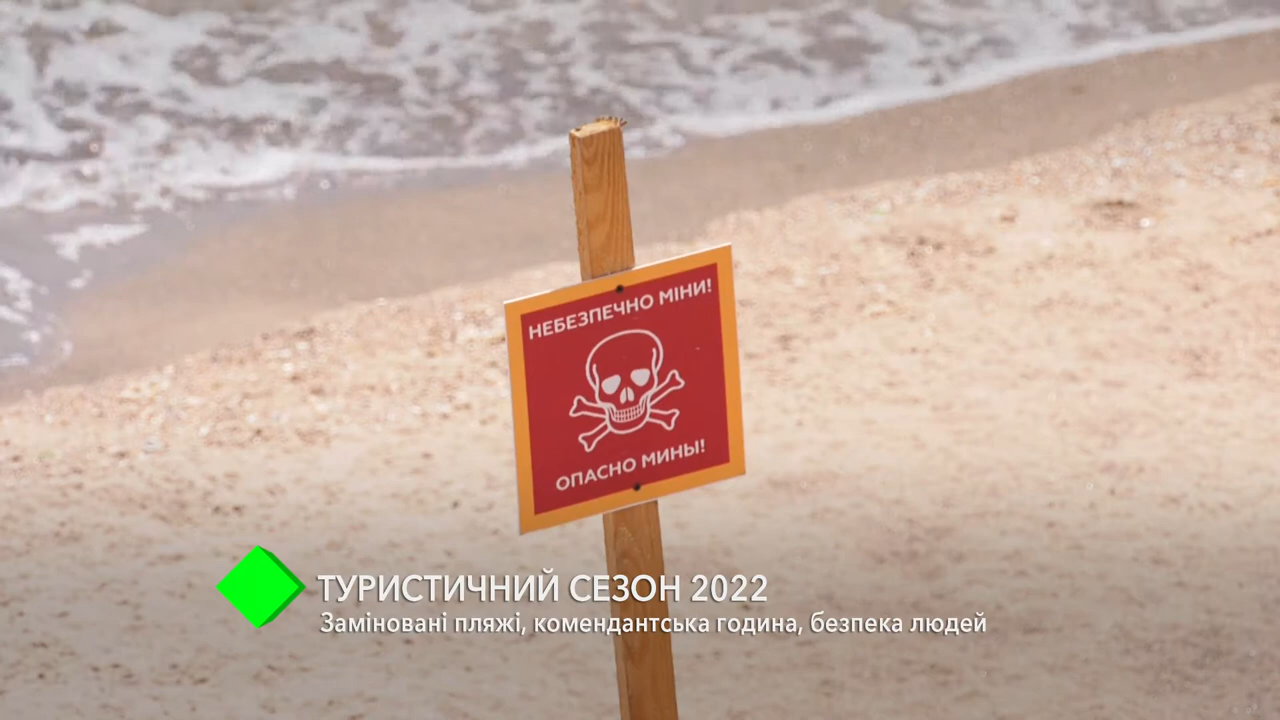 НЕБЕЗПЕЧНО МІНИ!
ОПАСНО МИНЫ!
ТУРИСТИЧНИЙ СЕЗОН 2022
Заміновані пляжі, комендантська година, безпека людей